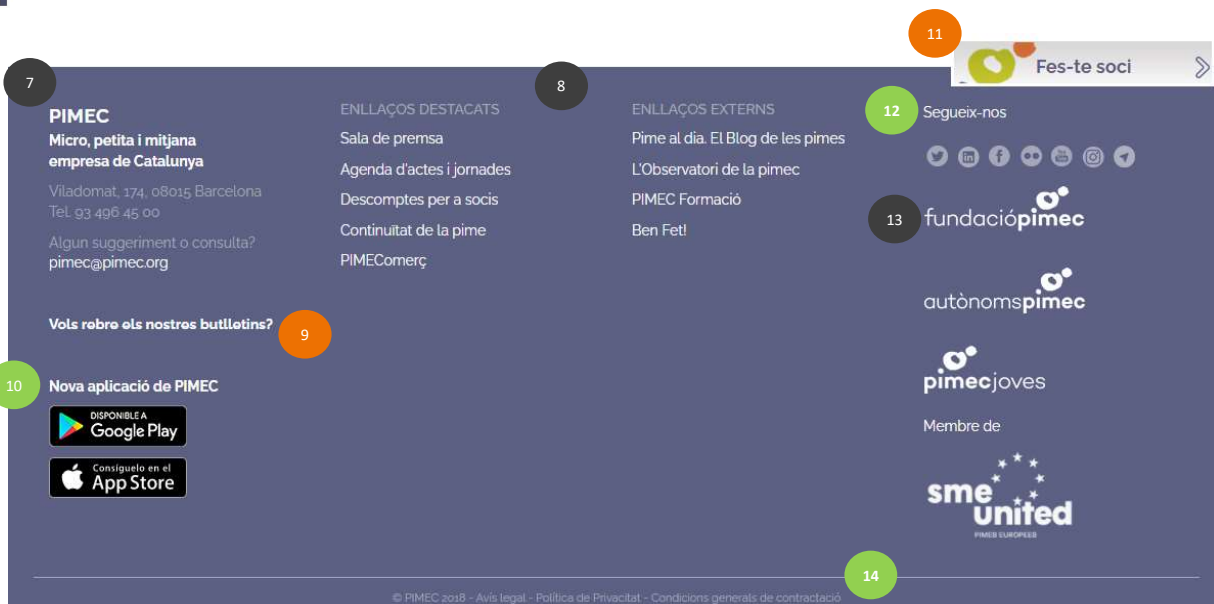 11
Fes-te soci
7
PIMEC
Micro, petita i mitjana
empresa de Catalunya
Viladomat, 174, 08015 Barcelona
Tel. 93 496 45 00
Algun suggeriment o consulta?
pimec@pimec.org
Vols rebre els nostres butlletins?
9
10
Nova aplicació de PIMEC
DISPONIBLE A
Google Play
Consíguelo en el
App Store
8
ENLLAÇOS DESTACATS
Sala de premsa
Agenda d'actes i jornades
Descomptes per a socis
Continuïtat de la pime
PIMEComerç
ENLLAÇOS EXTERNS
Pime al dia. El Blog de les pimes
L'Observatori de la pimec
PIMEC Formació
Ben Fet!
12
Segueix-nos
13
fundaciópimec
autònomspimec
pimecjoves
Membre de
sme
united
PIMES EUROPEES
14
© PIMEC 2018 - Avís legal - Política de Privacitat - Condicions generals de contractació